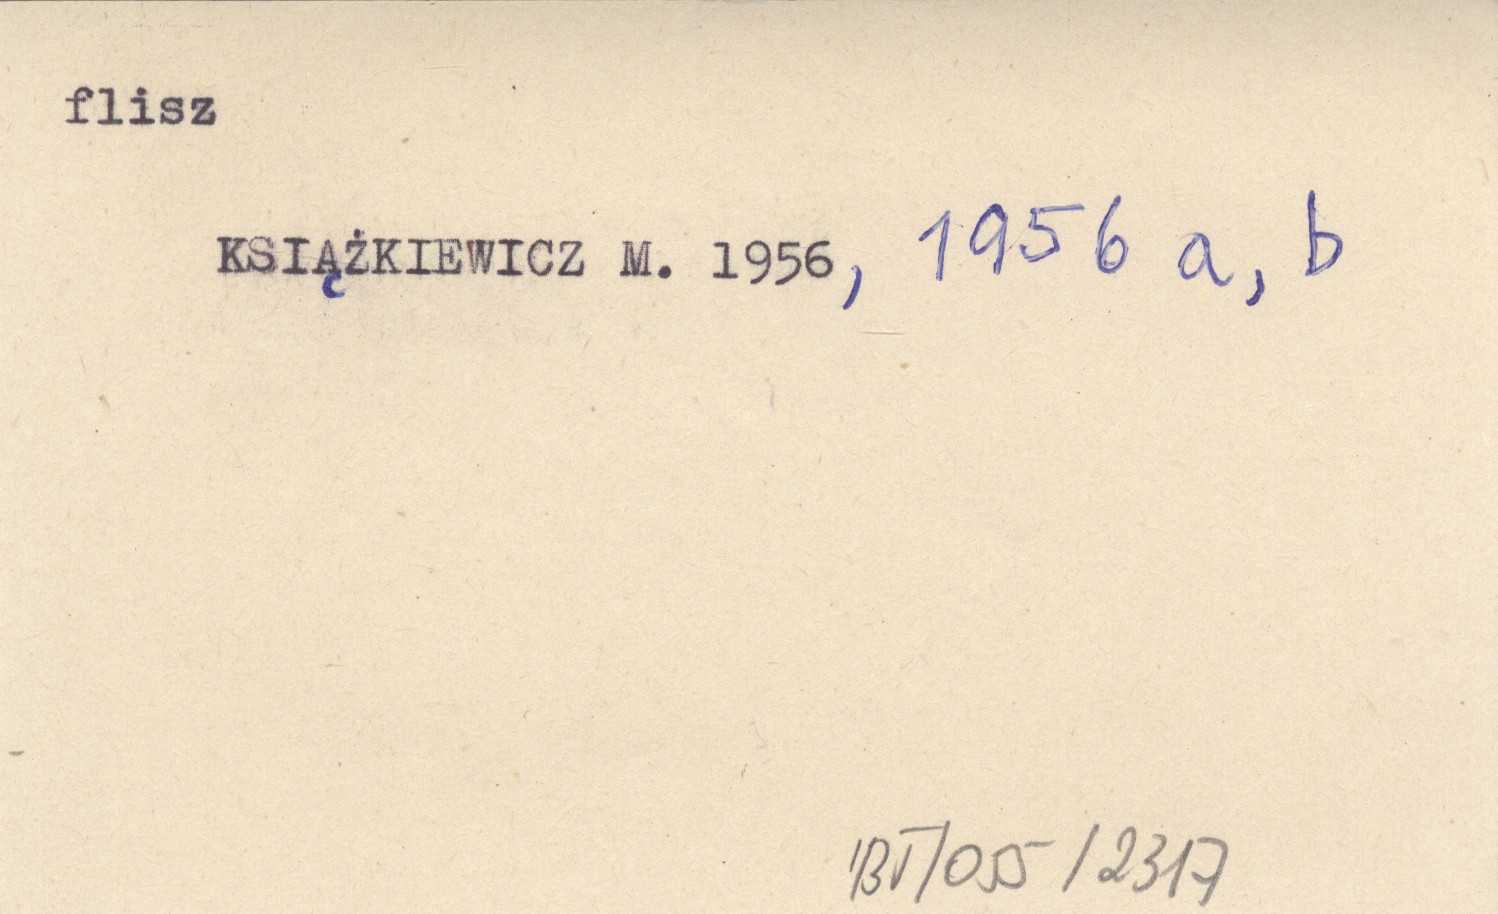 flisz
KSIĄŻKIEWICZ M. 1956, 1956 a, b
BT/055/2317